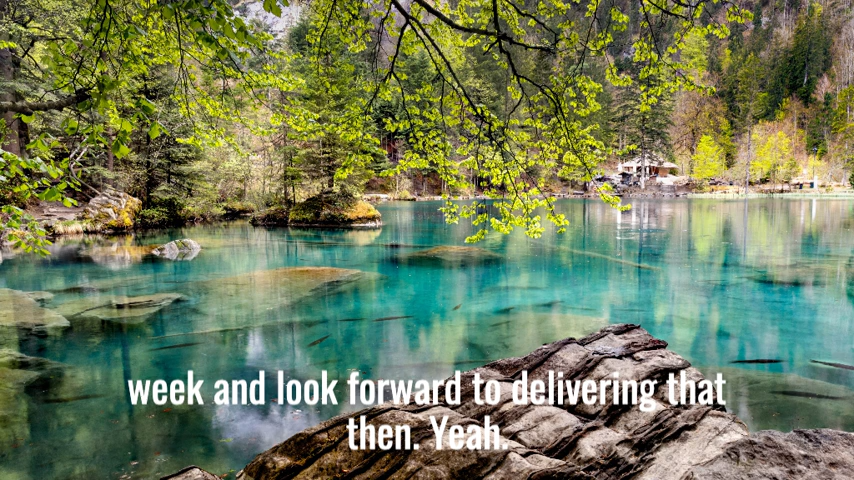 week and look forward to delivering that
then. Yeah.